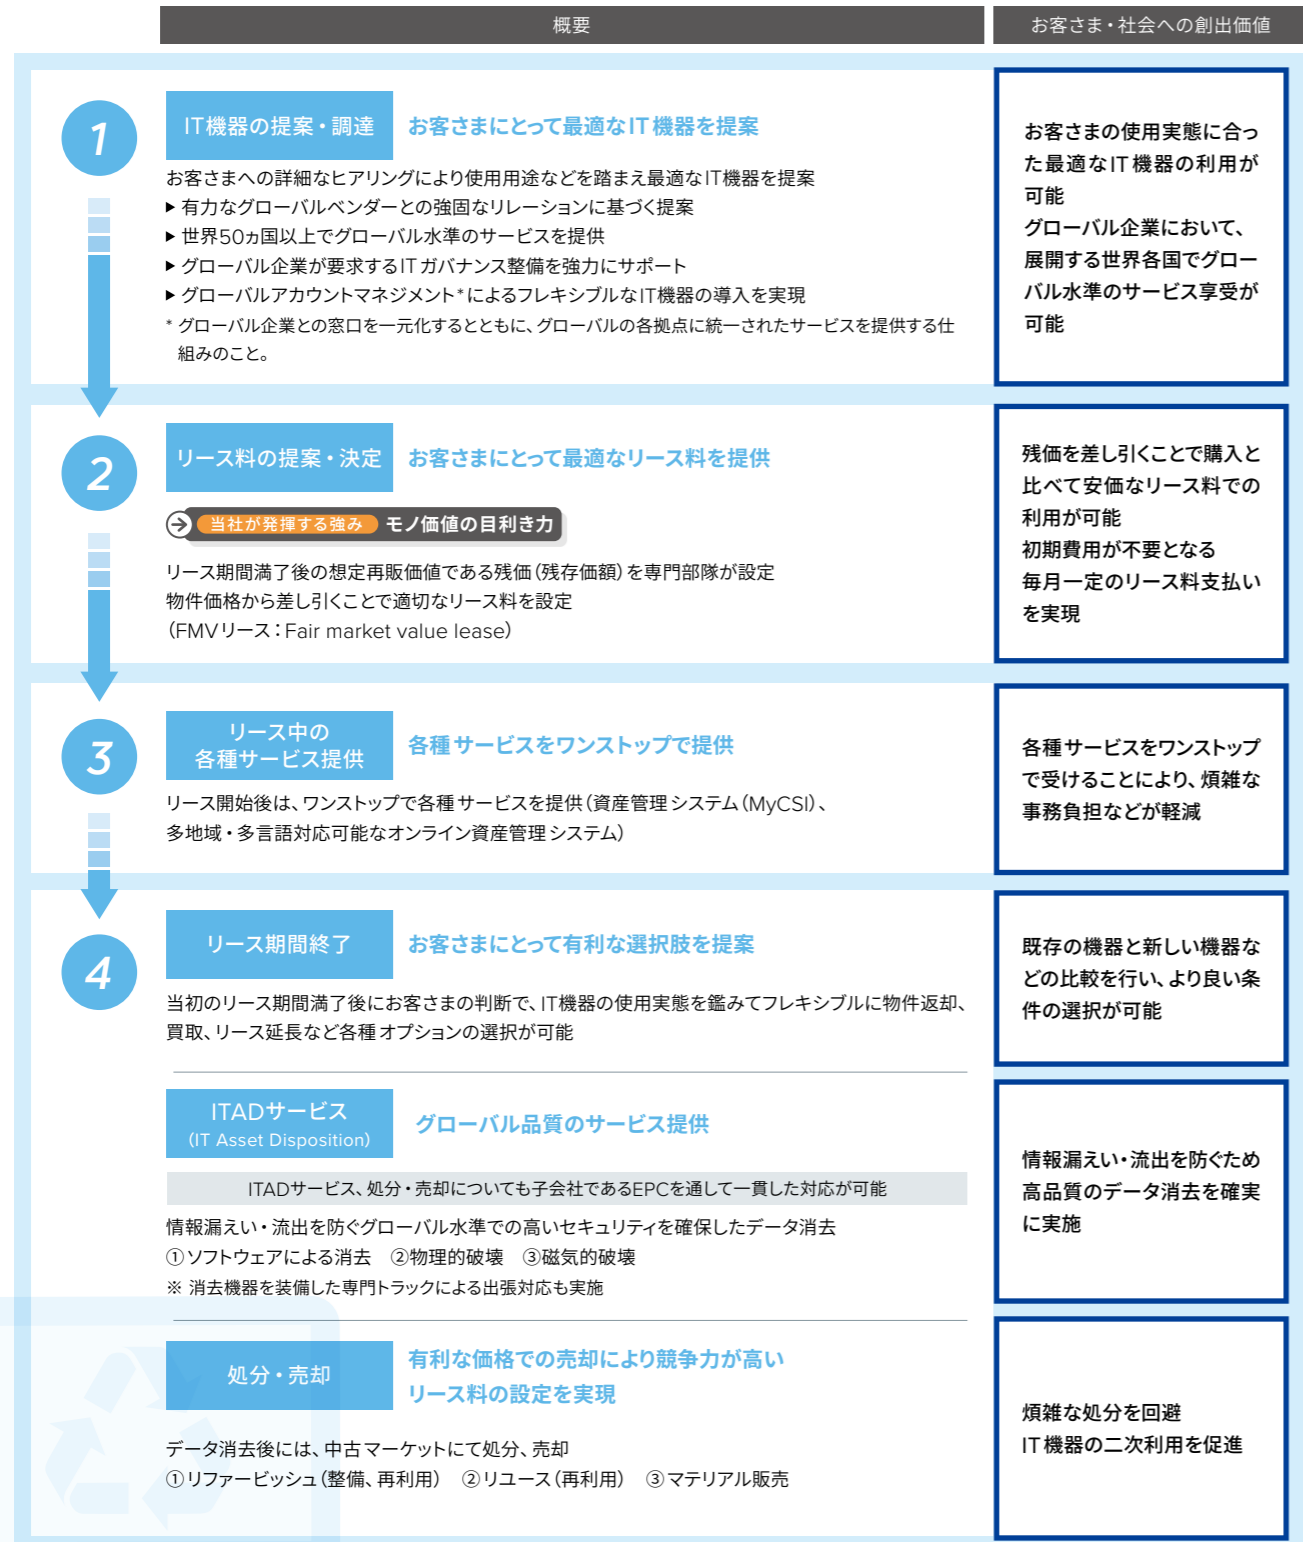 概要
お客さま・社会への創出価値
1
IT機器の提案・調達
お客さまにとって最適なIT機器を提案
お客さまへの詳細なヒアリングにより使用用途などを踏まえ最適なIT機器を提案
▶ 有力なグローバルベンダーとの強固なリレーションに基づく提案
▶ 世界50ヵ国以上でグローバル水準のサービスを提供
▶ グローバル企業が要求するITガバナンス整備を強力にサポート
▶ グローバルアカウントマネジメント*によるフレキシブルなIT機器の導入を実現
* グローバル企業との窓口を一元化するとともに、グローバルの各拠点に統一されたサービスを提供する仕
組みのこと。
お客さまの使用実態に合っ
た最適なIT機器の利用が
可能
グローバル企業において、
展開する世界各国でグロー
バル水準のサービス享受が
可能
2
リース料の提案・決定
お客さまにとって最適なリース料を提供
当社が発揮する強み モノ価値の目利き力
リース期間満了後の想定再販価値である残価（残存価額）を専門部隊が設定
物件価格から差し引くことで適切なリース料を設定
（FMVリース：Fair market value lease）
残価を差し引くことで購入と
比べて安価なリース料での
利用が可能
初期費用が不要となる
毎月一定のリース料支払い
を実現
3
リース中の
各種サービス提供
各種サービスをワンストップで提供
リース開始後は、ワンストップで各種サービスを提供（資産管理システム（MyCSI）、
多地域・多言語対応可能なオンライン資産管理システム）
各種サービスをワンストップ
で受けることにより、煩雑な
事務負担などが軽減
4
リース期間終了
お客さまにとって有利な選択肢を提案
当初のリース期間満了後にお客さまの判断で、IT機器の使用実態を鑑みてフレキシブルに物件返却、
買取、リース延長など各種オプションの選択が可能
既存の機器と新しい機器な
どの比較を行い、より良い条
件の選択が可能
ITADサービス
（IT Asset Disposition）
グローバル品質のサービス提供
ITADサービス、処分・売却についても子会社であるEPCを通して一貫した対応が可能
情報漏えい・流出を防ぐグローバル水準での高いセキュリティを確保したデータ消去
①ソフトウェアによる消去 ②物理的破壊 ③磁気的破壊
※ 消去機器を装備した専門トラックによる出張対応も実施
情報漏えい・流出を防ぐため
高品質のデータ消去を確実
に実施
処分・売却
有利な価格での売却により競争力が高い
リース料の設定を実現
データ消去後には、中古マーケットにて処分、売却
①リファービッシュ（整備、再利用） ②リユース（再利用） ③マテリアル販売
煩雑な処分を回避
IT機器の二次利用を促進